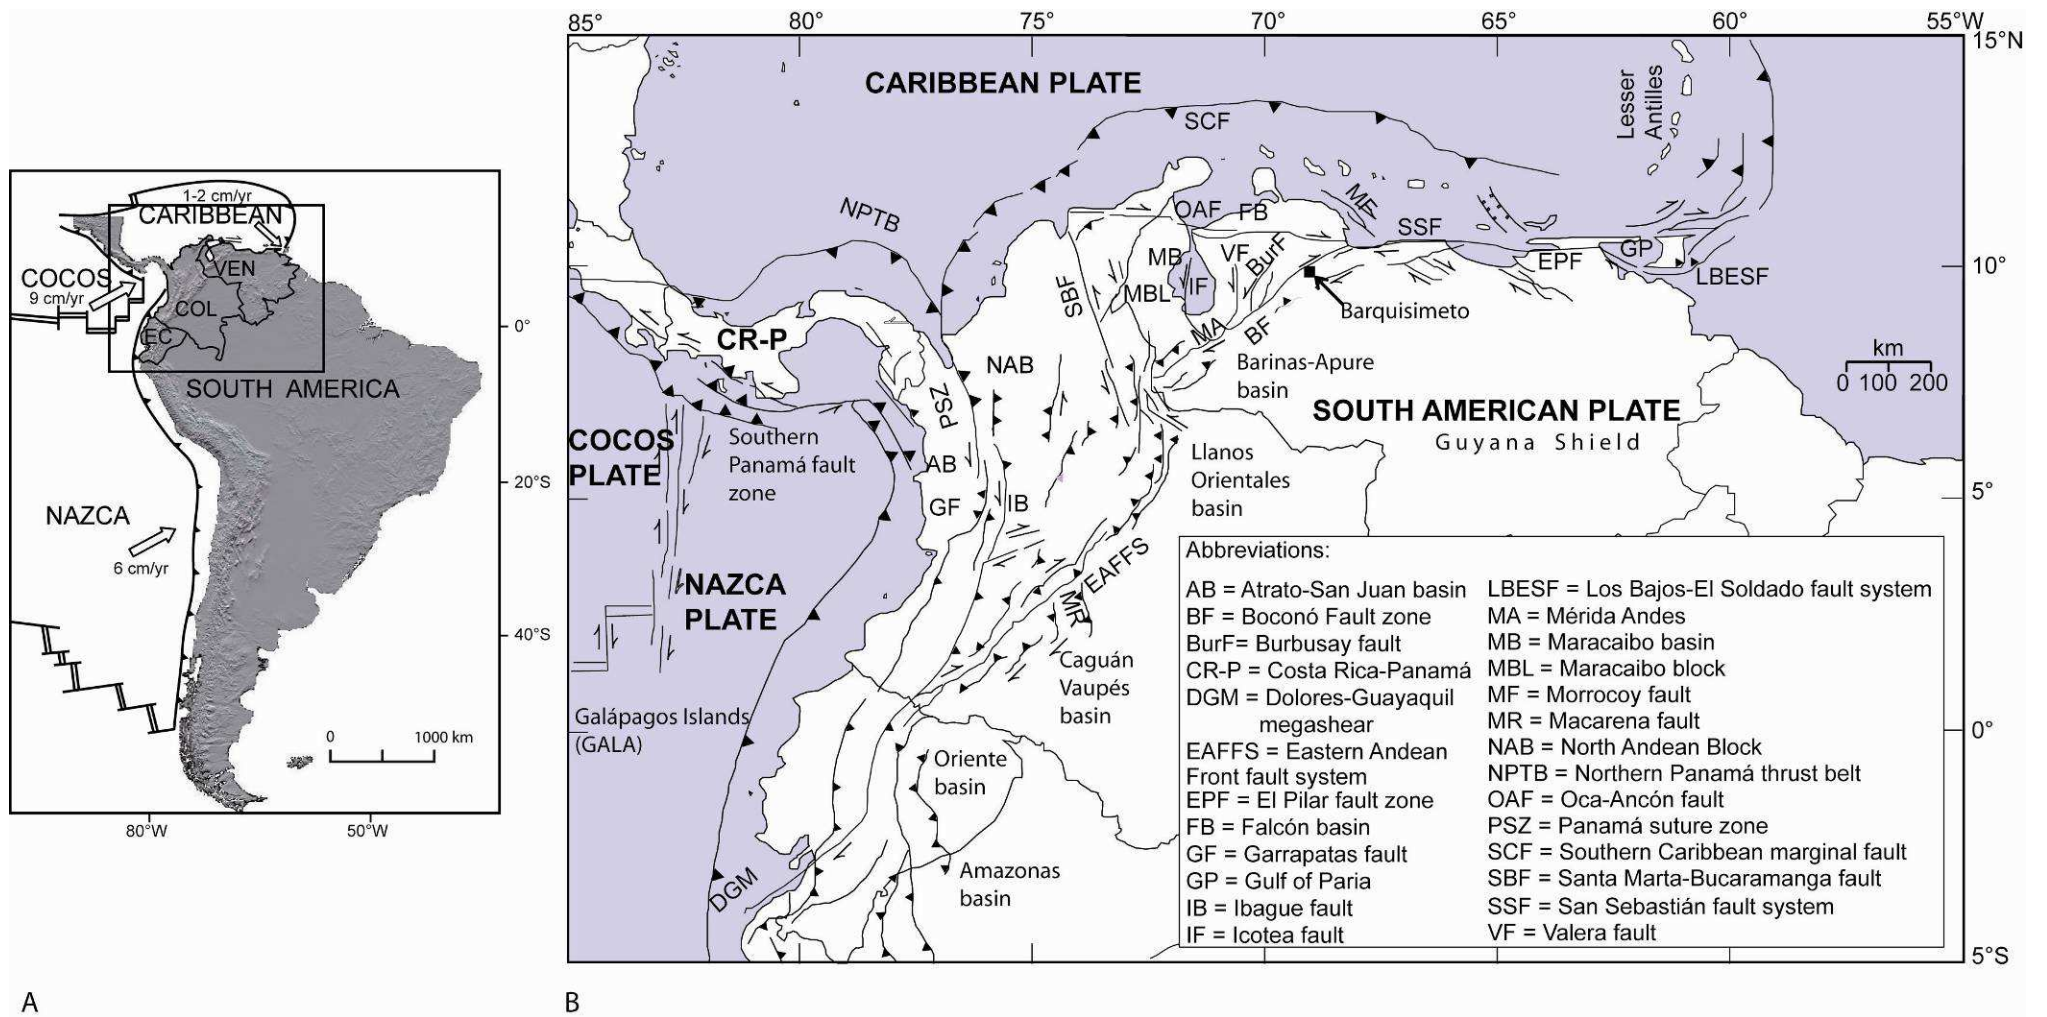 1-2 cm/yr
CARIBBEAN
COCOS
9 cm/yr
VEN
COL
EC
SOUTH AMERICA
NAZCA
6 cm/yr
0°
20°S
40°S
0 1000 km
80°W 50°W
A
85° 80° 75° 70° 65° 60° 55°W
15°N
CARIBBEAN PLATE
Lesser
Antilles
SCF
NPTB
OAF FB MF SSF
MB VF BurF GP
EPF LBESF
10°
SBF MBL IF
Barquisimeto
CR-P
MA BF
NAB
Barinas-Apure
basin
km
0 100 200
PSZ
SOUTH AMERICAN PLATE
Guyana Shield
COCOS
PLATE
Southern
Panamá fault
zone
AB
Llanos
Orientales
basin
GF IB
5°
EAFFS
NAZCA
PLATE
MR
Caguán
Vaupés
basin
Galápagos Islands
(GALA)
0°
Oriente
basin
DGM
Amazonas
basin
5°S
Abbreviations:
AB = Atrato-San Juan basin
BF = Boconó Fault zone
BurF= Burbusay fault
CR-P = Costa Rica-Panamá
DGM = Dolores-Guayaquil
megashear
EAFFS = Eastern Andean
Front fault system
EPF = El Pilar fault zone
FB = Falcón basin
GF = Garrapatas fault
GP = Gulf of Paria
IB = Ibague fault
IF = Icotea fault
LBESF = Los Bajos-El Soldado fault system
MA = Mérida Andes
MB = Maracaibo basin
MBL = Maracaibo block
MF = Morrocoy fault
MR = Macarena fault
NAB = North Andean Block
NPTB = Northern Panamá thrust belt
OAF = Oca-Ancón fault
PSZ = Panamá suture zone
SCF = Southern Caribbean marginal fault
SBF = Santa Marta-Bucaramanga fault
SSF = San Sebastián fault system
VF = Valera fault
B